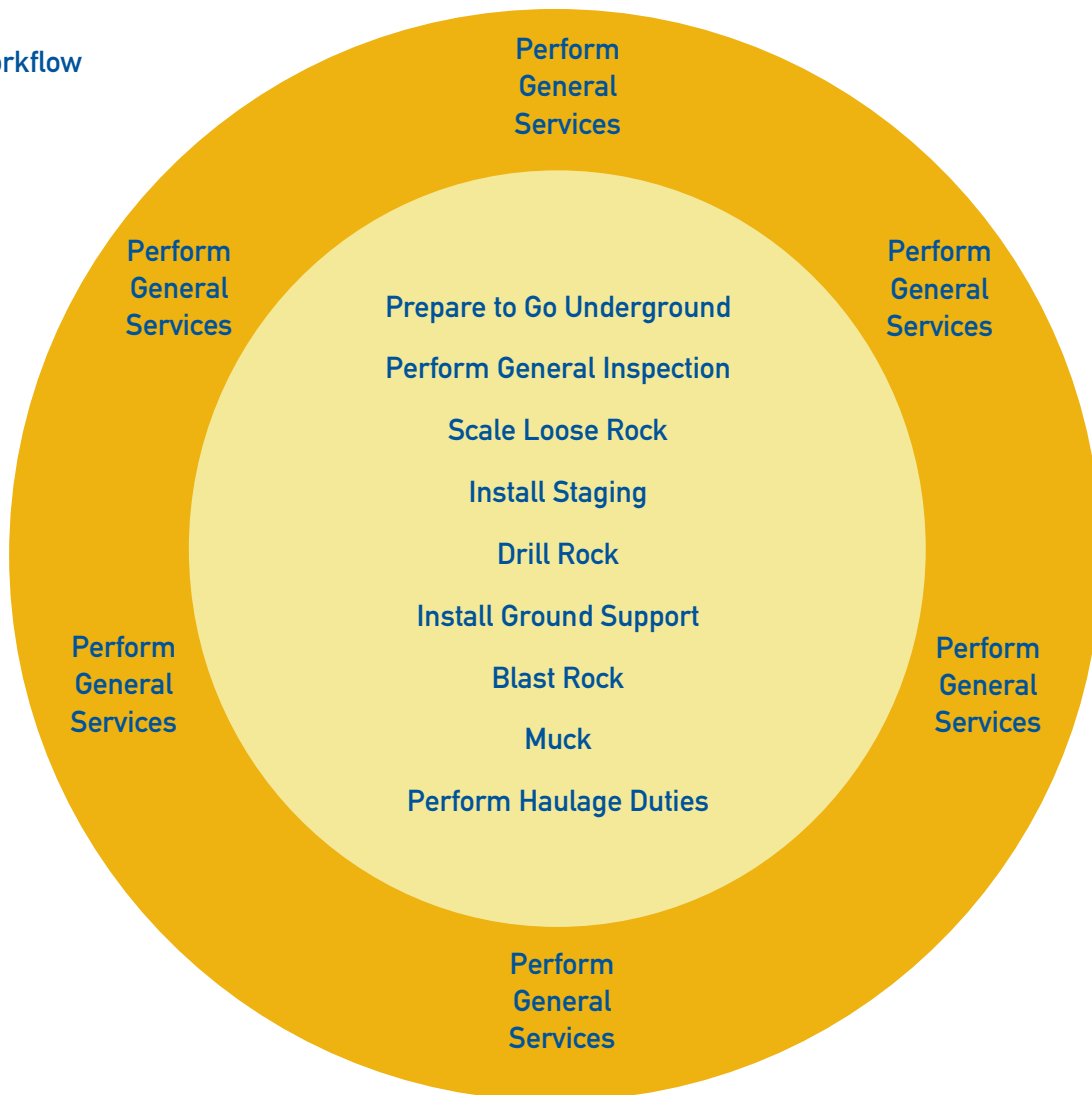 orkflow
Perform
General
Services
Perform
General
Services
Perform
General
Services
Prepare to Go Underground
Perform General Inspection
Scale Loose Rock
Install Staging
Drill Rock
Install Ground Support
Blast Rock
Muck
Perform Haulage Duties
Perform
General
Services
Perform
General
Services
Perform
General
Services